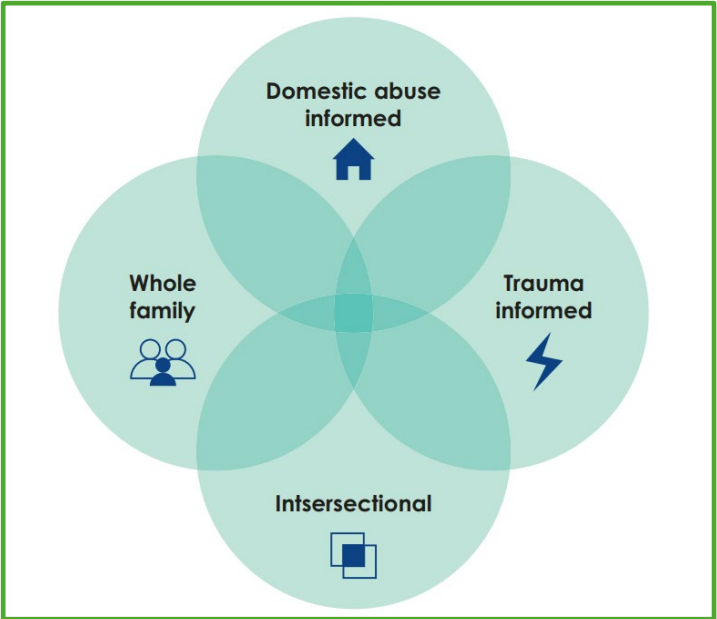 Domestic abuse
informed
Whole
family
Trauma
informed
Intsersectional